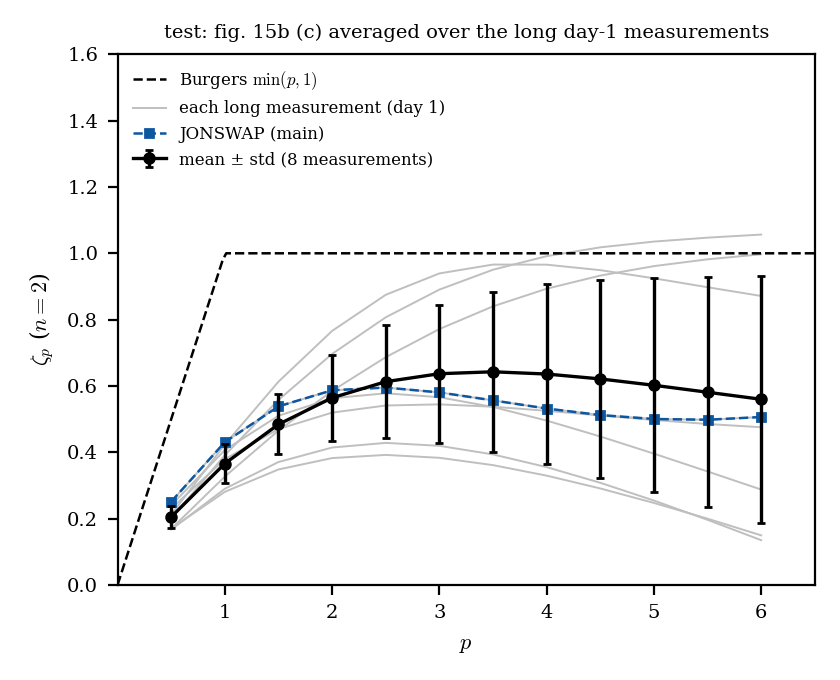 test: fig. 15b (c) averaged over the long day-1 measurements
1.6
1.4
1.2
1.0
0.8
0.6
0.4
0.2
0.0
ζₚ (n = 2)
Burgers min(p, 1)
each long measurement (day 1)
JONSWAP (main)
mean ± std (8 measurements)
1 2 3 4 5 6
p